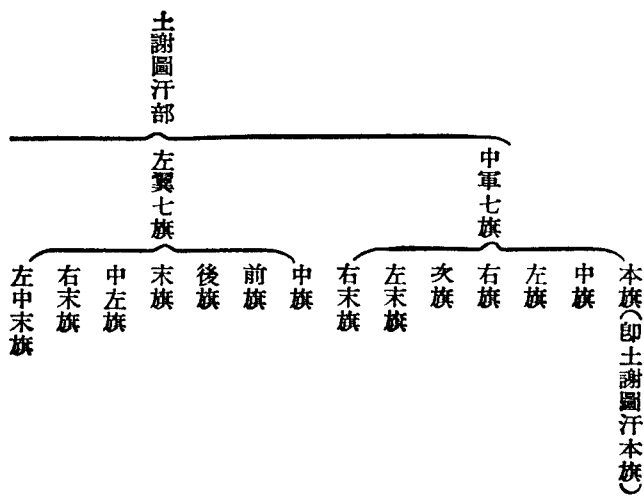 土謝圖汗部
中軍七旗
本旗(卽土謝圖汗本旗)
中旗
左旗
右旗
次旗
左末旗
右末旗
左翼七旗
中旗
前旗
後旗
末旗
中左旗
右末旗
左中末旗